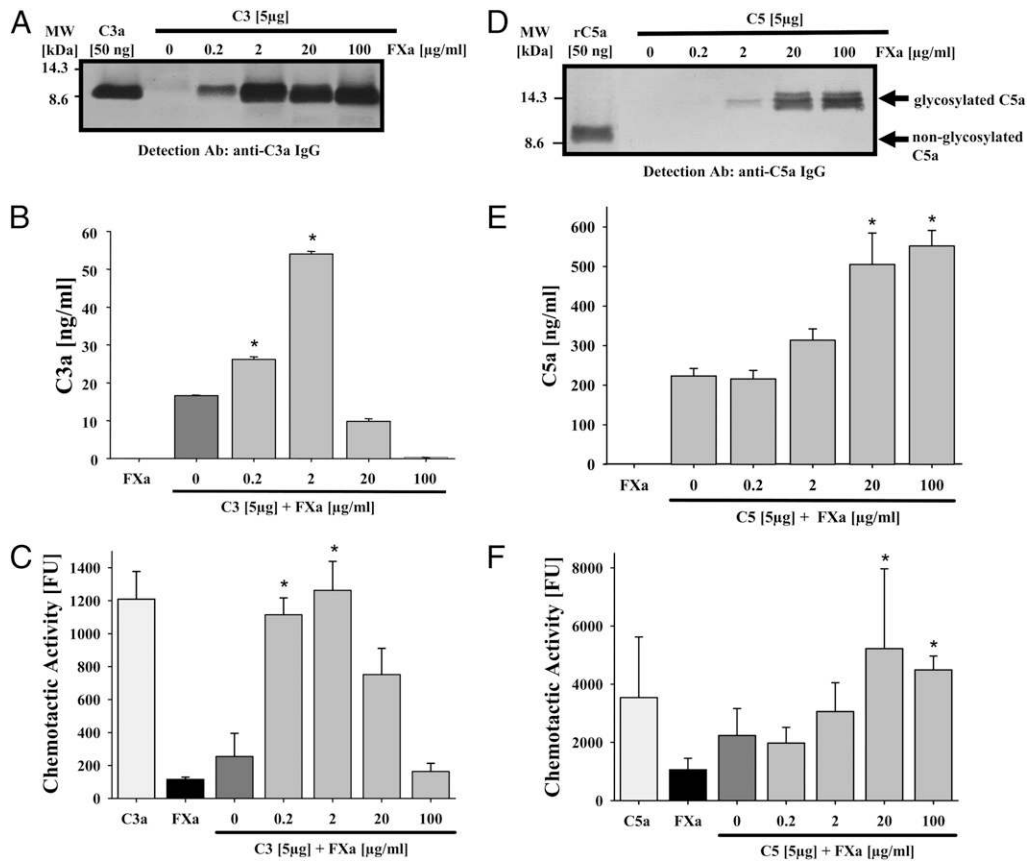 A
MW
[kDa]
C3a
[50 ng]
C3 [5µg]
0 0.2 2 20 100 FXa [µg/ml]
14.3
8.6
Detection Ab: anti-C3a IgG
D
MW
[kDa]
rC5a
[50 ng]
C5 [5µg]
0 0.2 2 20 100 FXa [µg/ml]
14.3
8.6
glycosylated C5a
non-glycosylated
C5a
Detection Ab: anti-C5a IgG
B
C3a [ng/ml]
60
50
40
30
20
10
0
* *
FXa 0 0.2 2 20 100
C3 [5µg] + FXa [µg/ml]
E
C5a [ng/ml]
600
500
400
300
200
100
0
* *
FXa 0 0.2 2 20 100
C5 [5µg] + FXa [µg/ml]
C
Chemotactic Activity [FU]
1400
1200
1000
800
600
400
200
0
* *
C3a FXa 0 0.2 2 20 100
C3 [5µg] + FXa [µg/ml]
F
Chemotactic Activity [FU]
8000
6000
4000
2000
0
* *
C5a FXa 0 0.2 2 20 100
C5 [5µg] + FXa [µg/ml]